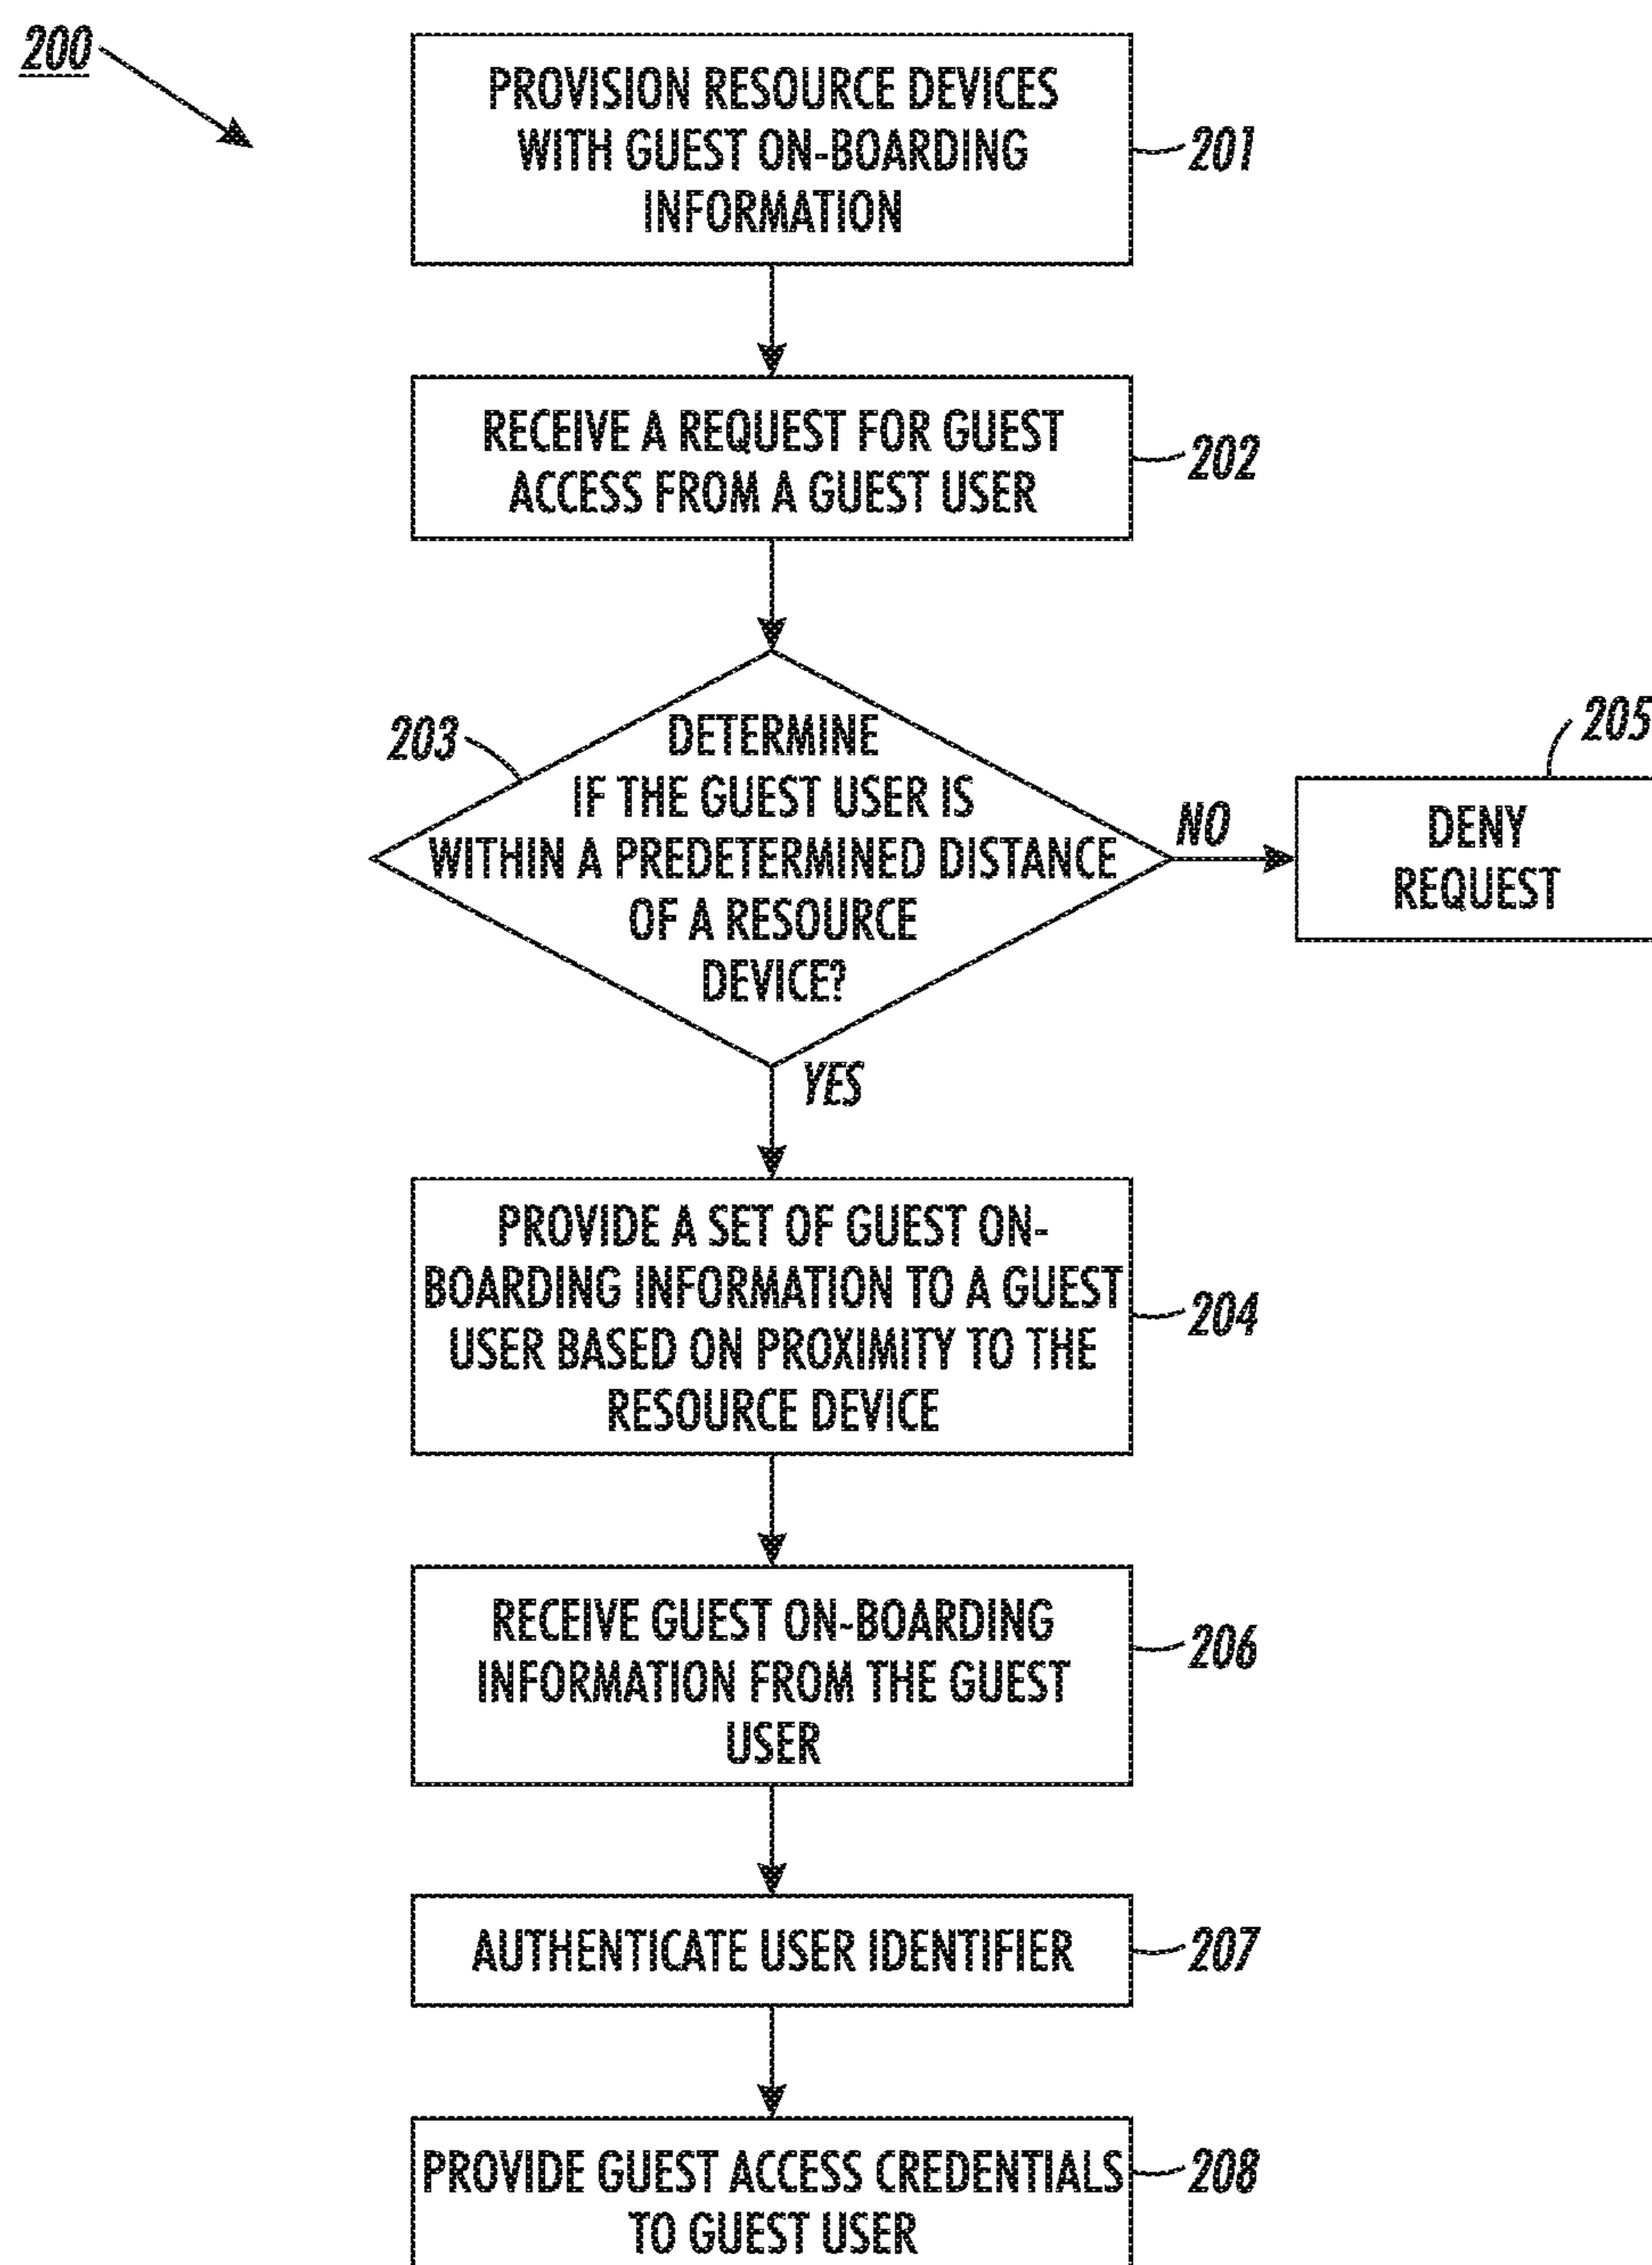 200
PROVISION RESOURCE DEVICES
WITH GUEST ON-BOARDING
INFORMATION
201
RECEIVE A REQUEST FOR GUEST
ACCESS FROM A GUEST USER
202
203
DETERMINE
IF THE GUEST USER IS
WITHIN A PREDETERMINED DISTANCE
OF A RESOURCE
DEVICE?
NO
205
DENY
REQUEST
YES
PROVIDE A SET OF GUEST ON-
BOARDING INFORMATION TO A GUEST
USER BASED ON PROXIMITY TO THE
RESOURCE DEVICE
204
RECEIVE GUEST ON-BOARDING
INFORMATION FROM THE GUEST
USER
206
AUTHENTICATE USER IDENTIFIER
207
PROVIDE GUEST ACCESS CREDENTIALS
TO GUEST USER
208